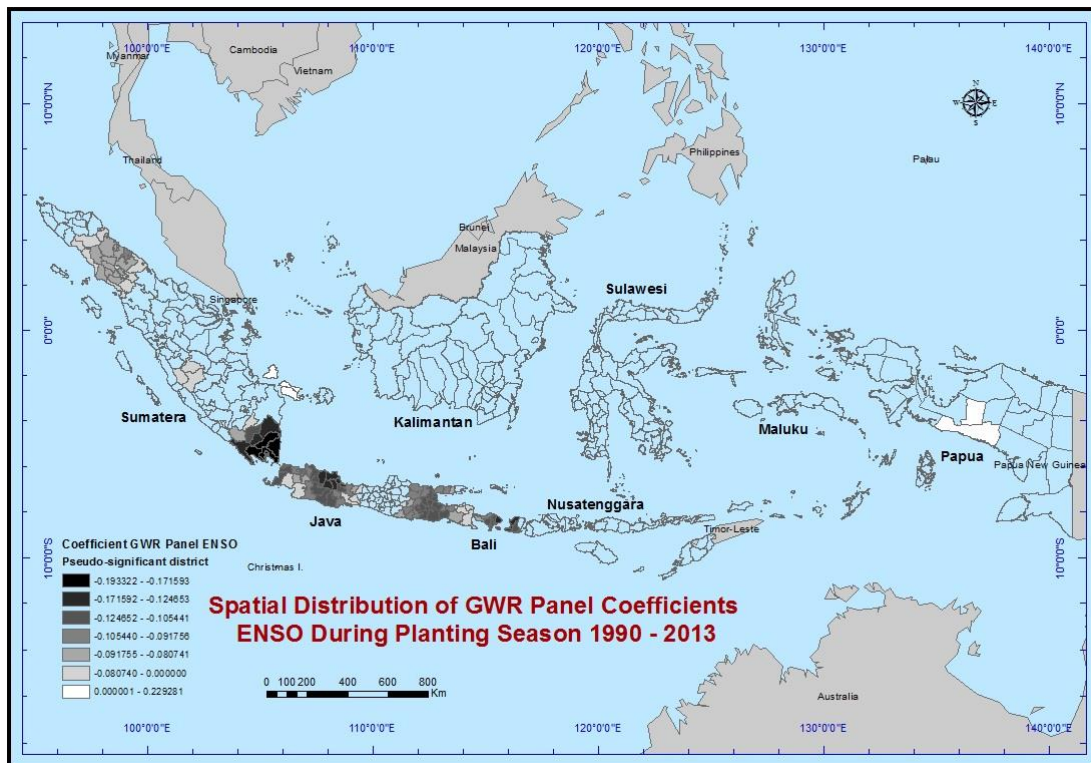 100°0'0"E 110°0'0"E 120°0'0"E 130°0'0"E 140°0'0"E
Myanmar
Cambodia
Vietnam
10°0'0"N
10°0'0"N
N
W E
S
Thailand
Philippines
Palau
Brunei
Malaysia
Singapore
Sulawesi
0°0'0"
0°0'0"
Sumatera
Kalimantan
Maluku
Papua
Papua New Guinea
Nusatenggara
Java
Timor-Leste
Bali
Christmas I.
10°0'0"S
10°0'0"S
Coefficient GWR Panel ENSO
Pseudo-significant district
-0.193322 - -0.171593
-0.171592 - -0.124653
-0.124652 - -0.105441
-0.105440 - -0.091756
-0.091755 - -0.080741
-0.080740 - 0.000000
0.000001 - 0.229281
Spatial Distribution of GWR Panel Coefficients
ENSO During Planting Season 1990 - 2013
0 100 200 400 600 800
Km
Australia
100°0'0"E 110°0'0"E 120°0'0"E 130°0'0"E 140°0'0"E